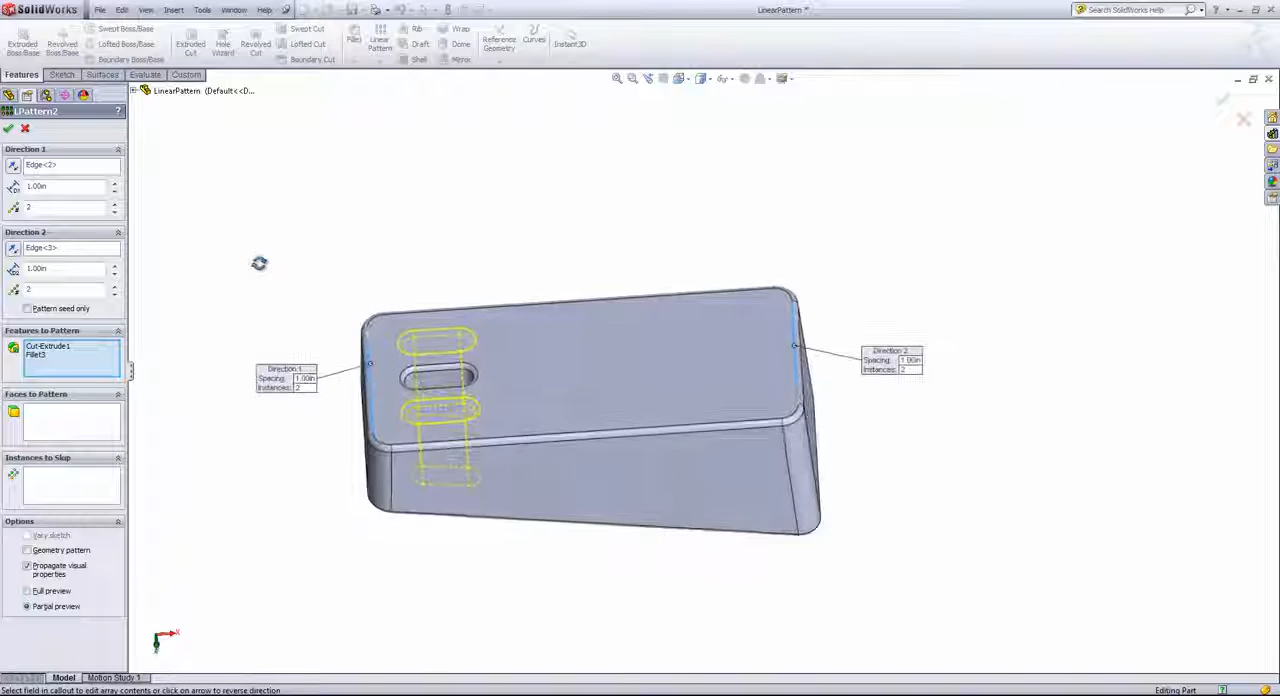 SolidWorks File Edit View Insert Tools Window Help LinearPattern * Search SolidWorks Help
Extruded Boss/Base
Revolved Boss/Base
Swept Boss/Base
Lofted Boss/Base
Boundary Boss/Base
Extruded Cut
Hole Wizard
Revolved Cut
Swept Cut
Lofted Cut
Boundary Cut
Fillet
Linear Pattern
Rib
Draft
Shell
Wrap
Dome
Mirror
Reference Geometry
Curves
Instant3D
Features Sketch Surfaces Evaluate Custom
LinearPattern (Default<<D...
LPattern2 ?
Direction 1
Edge<2>
1.00in
2
Direction 2
Edge<3>
1.00in
2
Pattern seed only
Features to Pattern
Cut-Extrude1
Fillet3
Faces to Pattern
Instances to Skip
Options
Vary sketch
Geometry pattern
Propagate visual
properties
Full preview
Partial preview
Direction 1
Spacing: 1.00in
Instances: 2
Direction 2
Spacing: 1.00in
Instances: 2
X
Model Motion Study 1
Select field in callout to edit array contents or click on arrow to reverse direction Editing Part